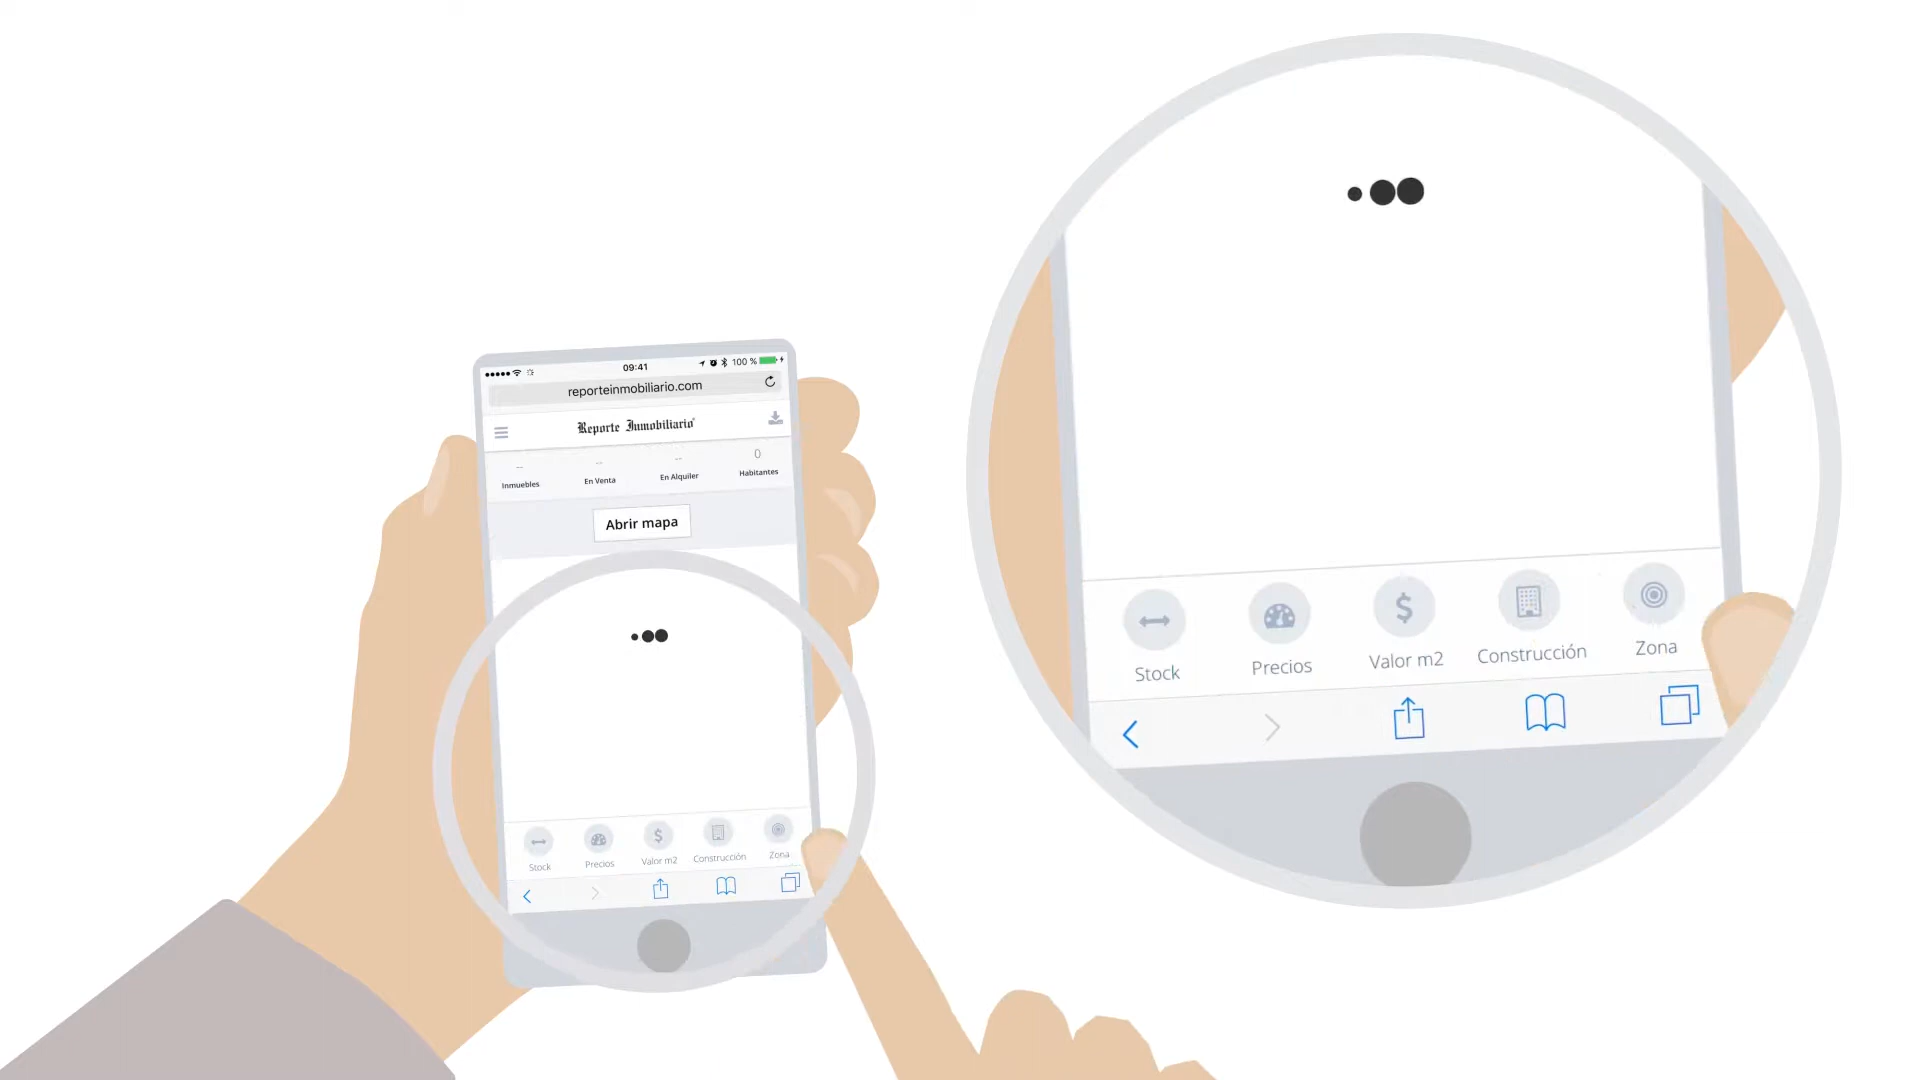 09:41
100 %
reporteinmobiliario.com
Reporte Inmobiliario
-- -- -- 0
Inmuebles En Venta En Alquiler Habitantes
Abrir mapa
Stock Precios Valor m2 Construcción Zona
Stock Precios Valor m2 Construcción Zona